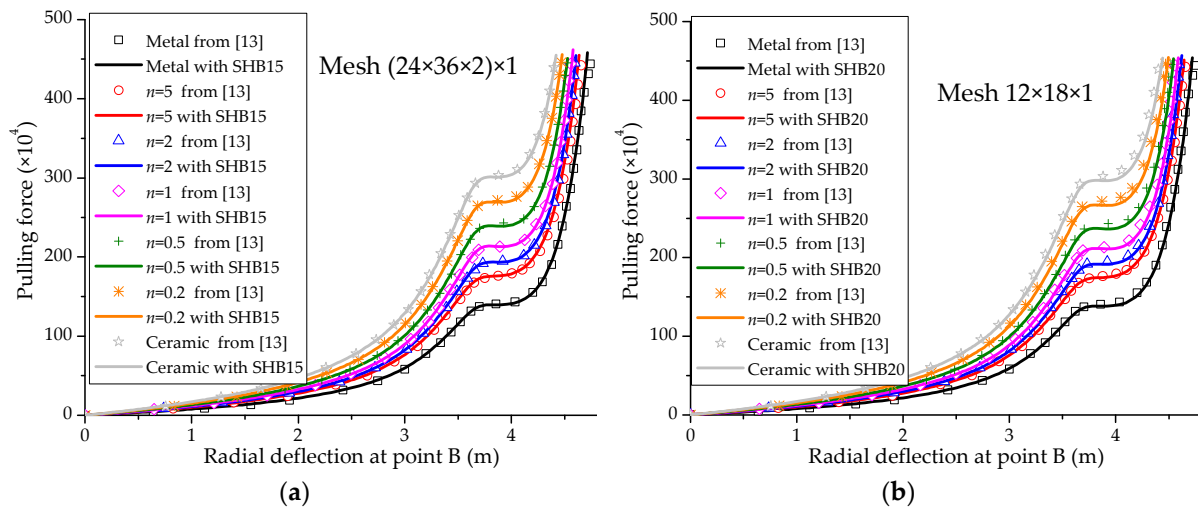 500
400
300
200
100
0
Pulling force (×10⁴)
Metal from [13]
Metal with SHB15
n=5 from [13]
n=5 with SHB15
n=2 from [13]
n=2 with SHB15
n=1 from [13]
n=1 with SHB15
n=0.5 from [13]
n=0.5 with SHB15
n=0.2 from [13]
n=0.2 with SHB15
Ceramic from [13]
Ceramic with SHB15
Mesh (24×36×2)×1
0 1 2 3 4
Radial deflection at point B (m)
(a)
500
400
300
200
100
0
Pulling force (×10⁴)
Metal from [13]
Metal with SHB20
n=5 from [13]
n=5 with SHB20
n=2 from [13]
n=2 with SHB20
n=1 from [13]
n=1 with SHB20
n=0.5 from [13]
n=0.5 with SHB20
n=0.2 from [13]
n=0.2 with SHB20
Ceramic from [13]
Ceramic with SHB20
Mesh 12×18×1
0 1 2 3 4
Radial deflection at point B (m)
(b)